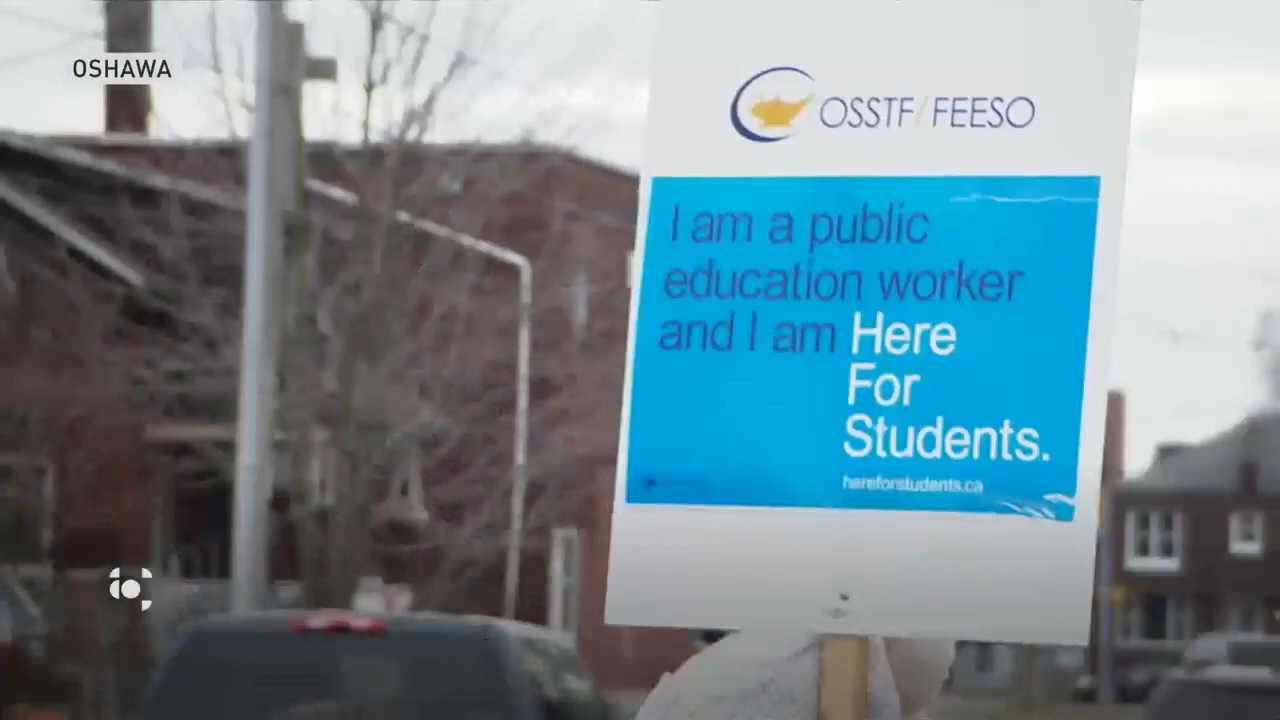 OSHAWA
OSSTF/FEESO
I am a public
education worker
and I am Here
For
Students.
hereforstudents.ca